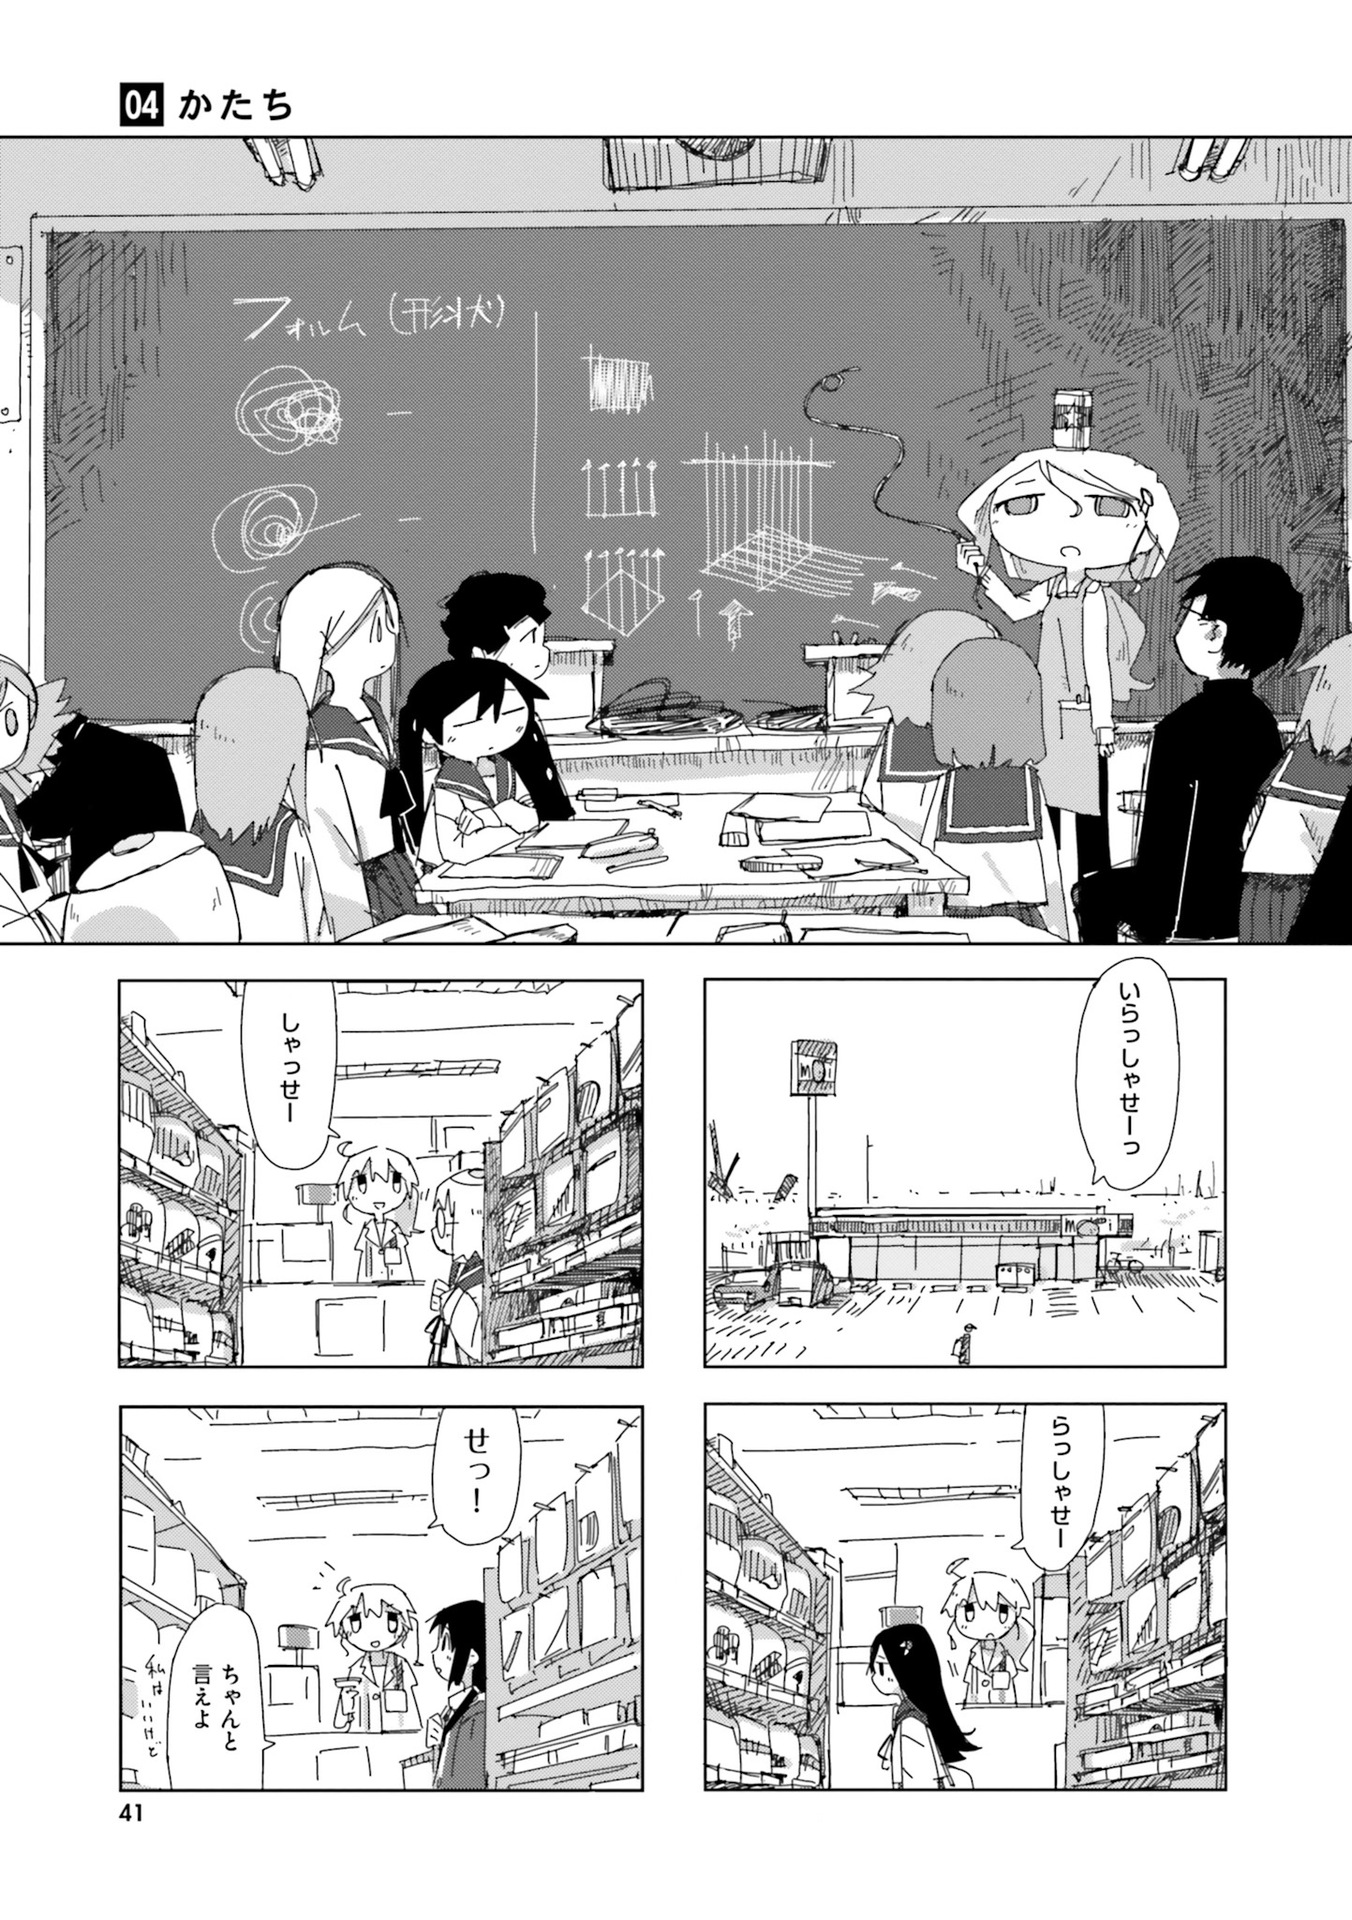 04 かたち
フォルム(形状)
いらっしゃせーっ
moi
moi
しゃっせー
らっしゃせー
せっ！
ちゃんと
言えよ
私は
いいけど
41